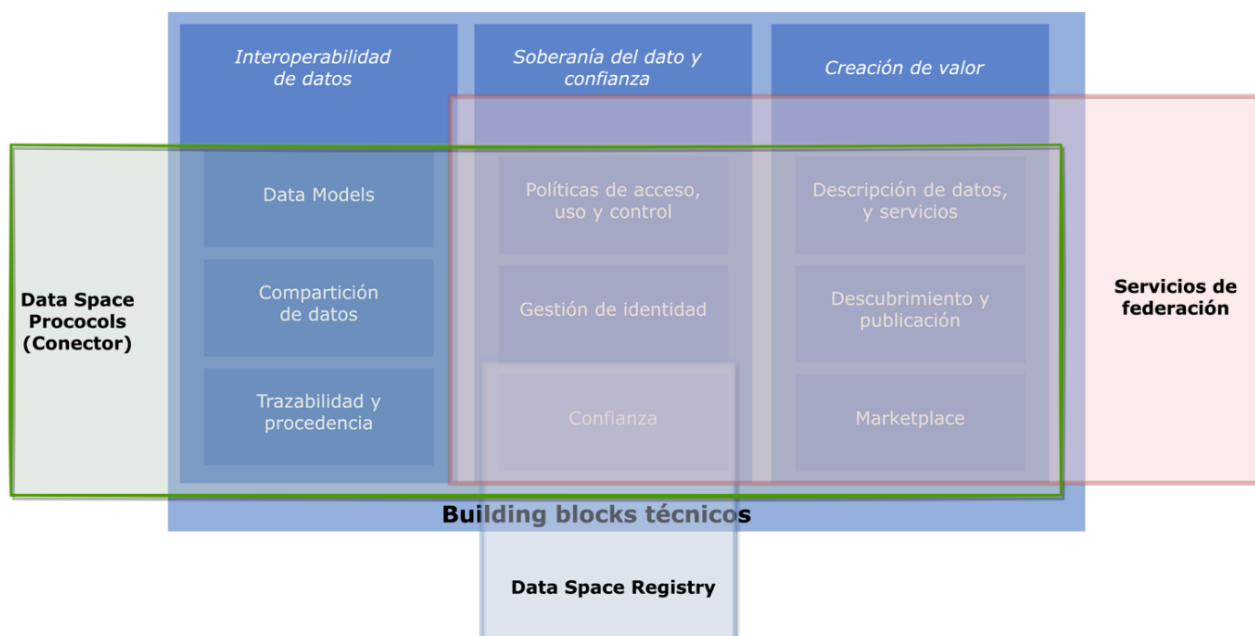 Interoperabilidad
de datos
Soberanía del dato y
confianza
Creación de valor
Data Models
Políticas de acceso,
uso y control
Descripción de datos,
y servicios
Compartición
de datos
Gestión de identidad
Descubrimiento y
publicación
Trazabilidad y
procedencia
Confianza
Marketplace
Data Space
Prococols
(Conector)
Servicios de
federación
Building blocks técnicos
Data Space Registry